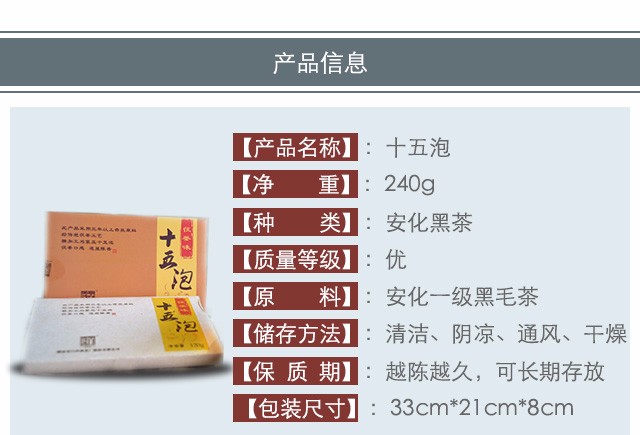 产品信息
【产品名称】：十五泡
【净 重】：240g
【种 类】：安化黑茶
【质量等级】：优
【原 料】：安化一级黑毛茶
【储存方法】：清洁、阴凉、通风、干燥
【保 质 期】：越陈越久，可长期存放
【包装尺寸】：33cm*21cm*8cm
茯茶味
十五泡
十五泡